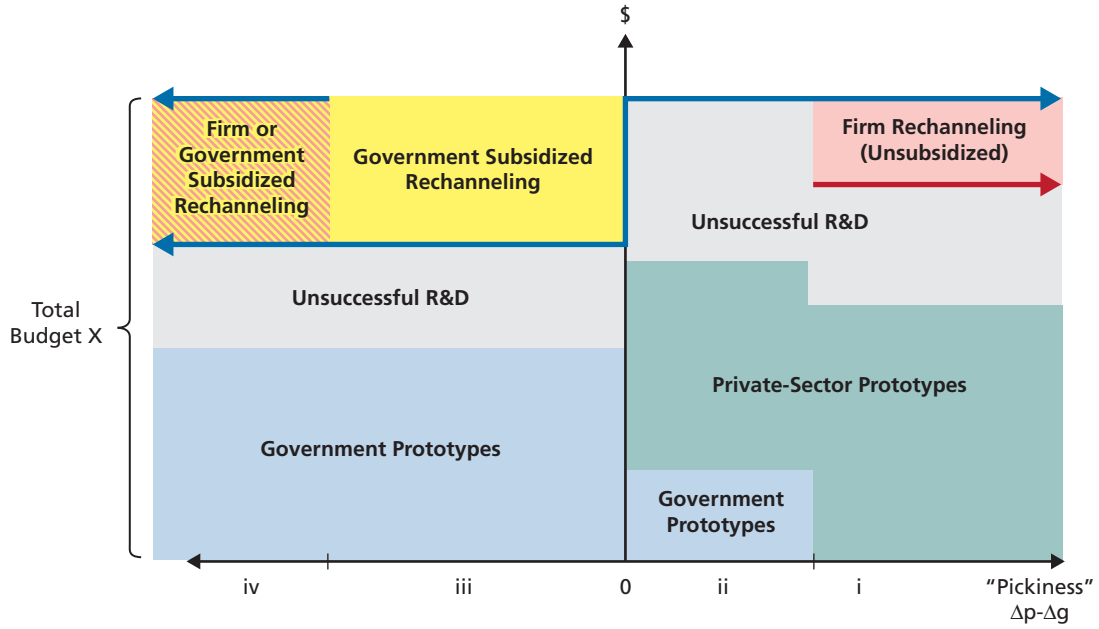 $
Firm or
Government
Subsidized
Rechanneling
Government Subsidized
Rechanneling
Firm Rechanneling
(Unsubsidized)
Unsuccessful R&D
Unsuccessful R&D
Total
Budget X
Private-Sector Prototypes
Government Prototypes
Government
Prototypes
iv
iii
0
ii
i
"Pickiness"
Δp-Δg